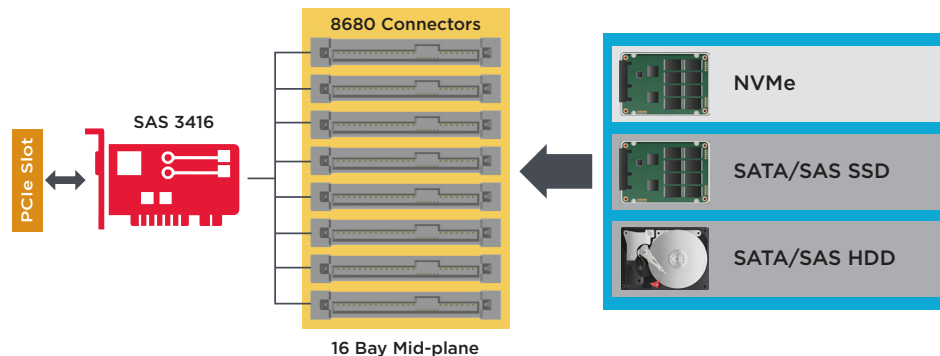 8680 Connectors
SAS 3416
PCIe Slot
NVMe
SATA/SAS SSD
SATA/SAS HDD
16 Bay Mid-plane